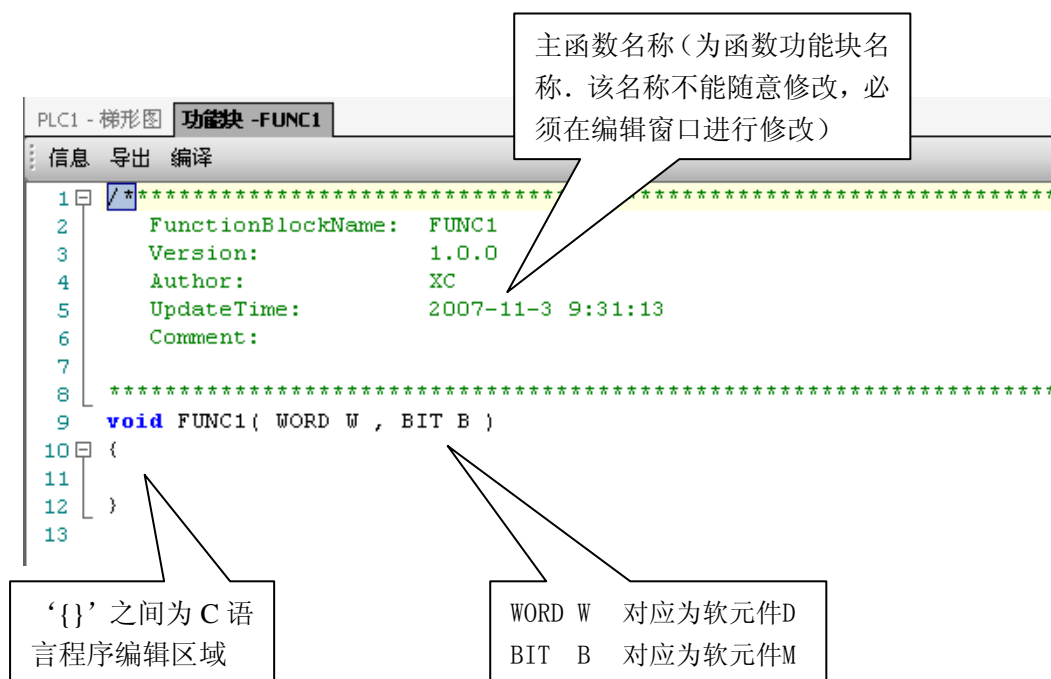 主函数名称（为函数功能块名
称．该名称不能随意修改，必
须在编辑窗口进行修改）
PLC1 - 梯形图 功能块 -FUNC1
信息 导出 编译
1 /*******************************************************************
2 FunctionBlockName: FUNC1
3 Version: 1.0.0
4 Author: XC
5 UpdateTime: 2007-11-3 9:31:13
6 Comment:
7
8 *******************************************************************
9 void FUNC1( WORD W , BIT B )
10 {
11
12 }
13
‘{}’之间为 C 语
言程序编辑区域
WORD W 对应为软元件D
BIT B 对应为软元件M